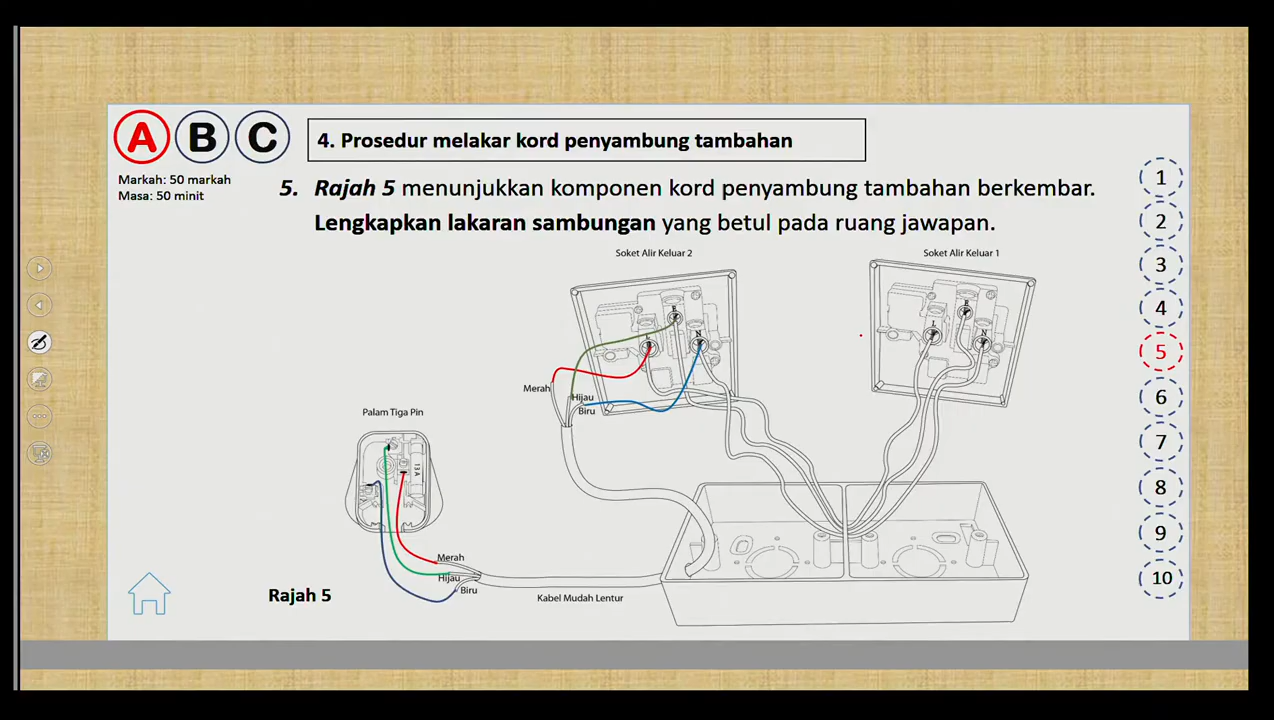 A B C
4. Prosedur melakar kord penyambung tambahan
Markah: 50 markah
Masa: 50 minit
5. Rajah 5 menunjukkan komponen kord penyambung tambahan berkembar.
Lengkapkan lakaran sambungan yang betul pada ruang jawapan.
Soket Alir Keluar 2
Soket Alir Keluar 1
E
L
N
E
L
N
Merah
Hijau
Biru
Palam Tiga Pin
13A
Merah
Hijau
Biru
Kabel Mudah Lentur
Rajah 5
1
2
3
4
5
6
7
8
9
10